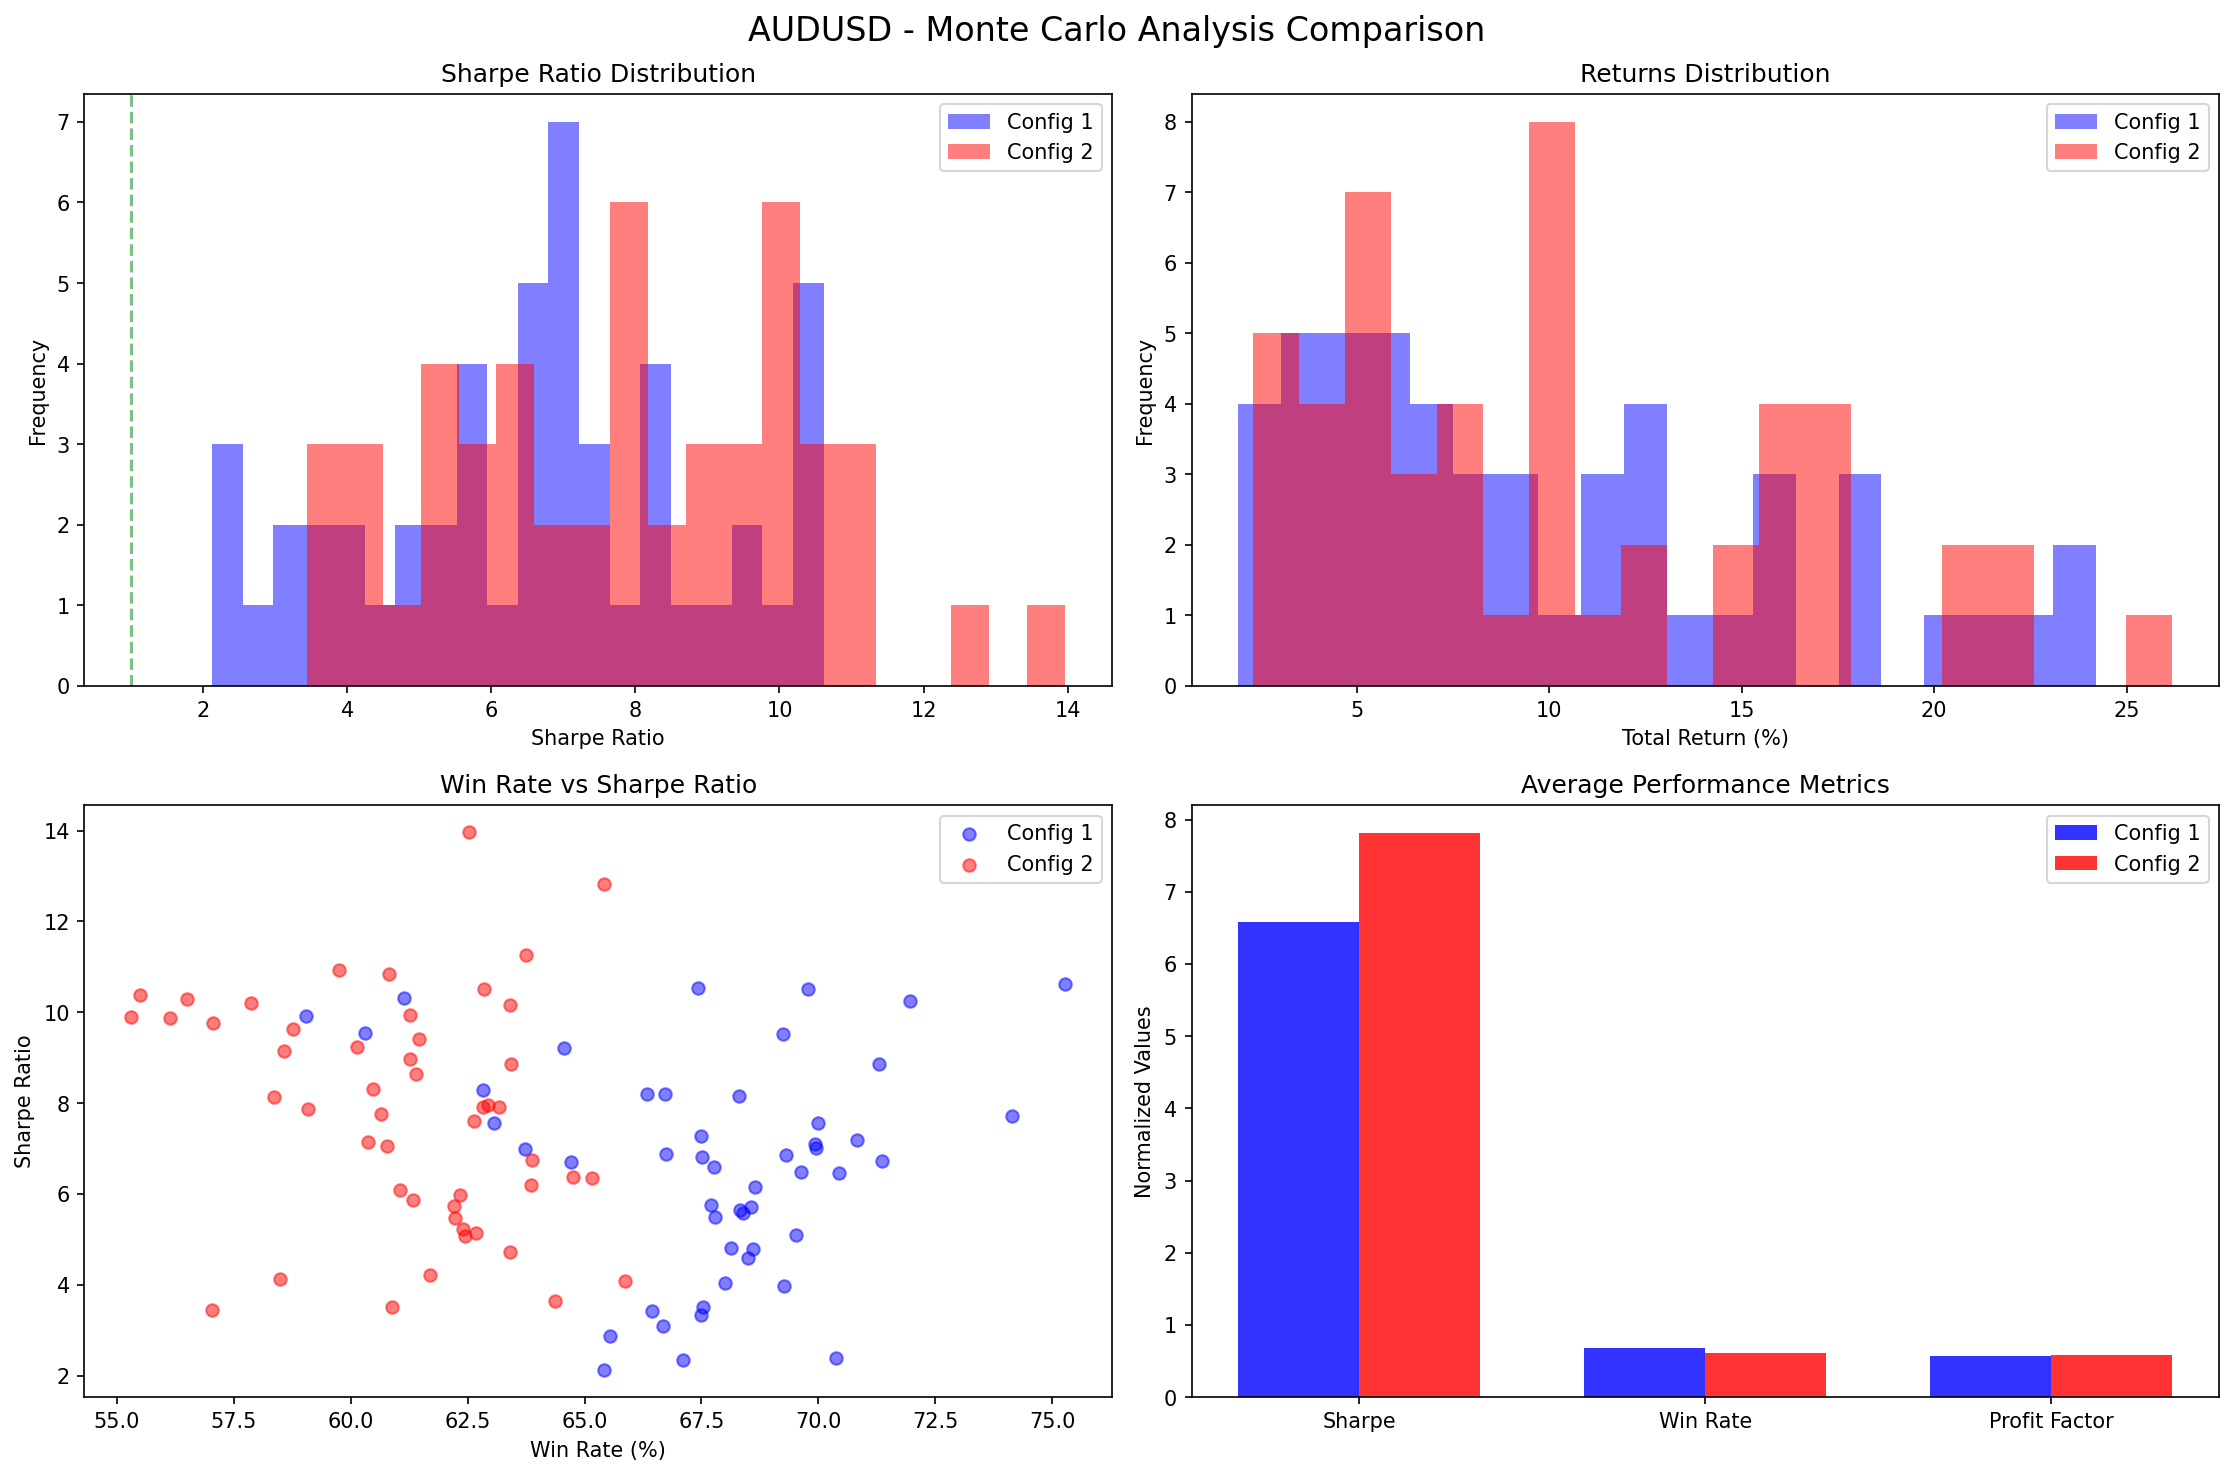 AUDUSD - Monte Carlo Analysis Comparison
Sharpe Ratio Distribution
Frequency
7
6
5
4
3
2
1
0
2 4 6 8 10 12 14
Sharpe Ratio
Config 1
Config 2
Returns Distribution
Frequency
8
7
6
5
4
3
2
1
0
5 10 15 20 25
Total Return (%)
Config 1
Config 2
Win Rate vs Sharpe Ratio
Sharpe Ratio
14
12
10
8
6
4
2
55.0 57.5 60.0 62.5 65.0 67.5 70.0 72.5 75.0
Win Rate (%)
Config 1
Config 2
Average Performance Metrics
Normalized Values
8
7
6
5
4
3
2
1
0
Sharpe Win Rate Profit Factor
Config 1
Config 2